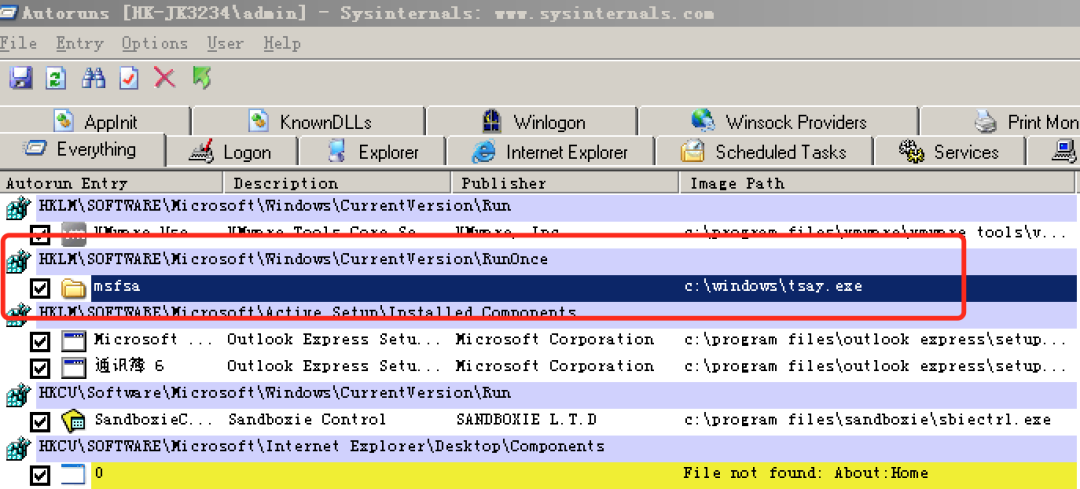 Autoruns [HK-JK3234\admin] - Sysinternals: www.sysinternals.com
File Entry Options User Help
AppInit KnownDLLs Winlogon Winsock Providers Print Mon
Everything Logon Explorer Internet Explorer Scheduled Tasks Services
Autorun Entry Description Publisher Image Path
HKLM\SOFTWARE\Microsoft\Windows\CurrentVersion\Run
VMware Use... VMware Tools Core Se... VMware, Inc. c:\program files\vmware\vmware tools\v...
HKLM\SOFTWARE\Microsoft\Windows\CurrentVersion\RunOnce
msfsa c:\windows\tsay.exe
HKLM\SOFTWARE\Microsoft\Active Setup\Installed Components
Microsoft ... Outlook Express Setu... Microsoft Corporation c:\program files\outlook express\setup...
通讯簿 6 Outlook Express Setu... Microsoft Corporation c:\program files\outlook express\setup...
HKCU\Software\Microsoft\Windows\CurrentVersion\Run
SandboxieC... Sandboxie Control SANDBOXIE L.T.D c:\program files\sandboxie\sbiectrl.exe
HKCU\SOFTWARE\Microsoft\Internet Explorer\Desktop\Components
0 File not found: About:Home